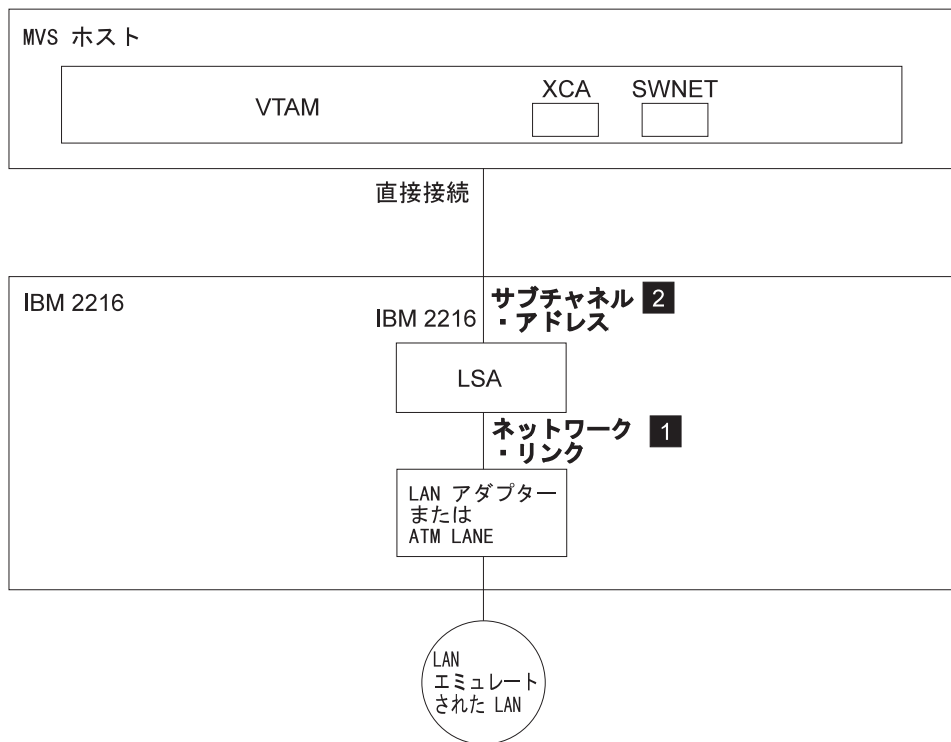 MVS ホスト
VTAM
XCA
SWNET
直接接続
IBM 2216
IBM 2216
サブチャネル 2
・アドレス
LSA
ネットワーク 1
・リンク
LAN アダプター
または
ATM LANE
LAN
エミュレート
された LAN